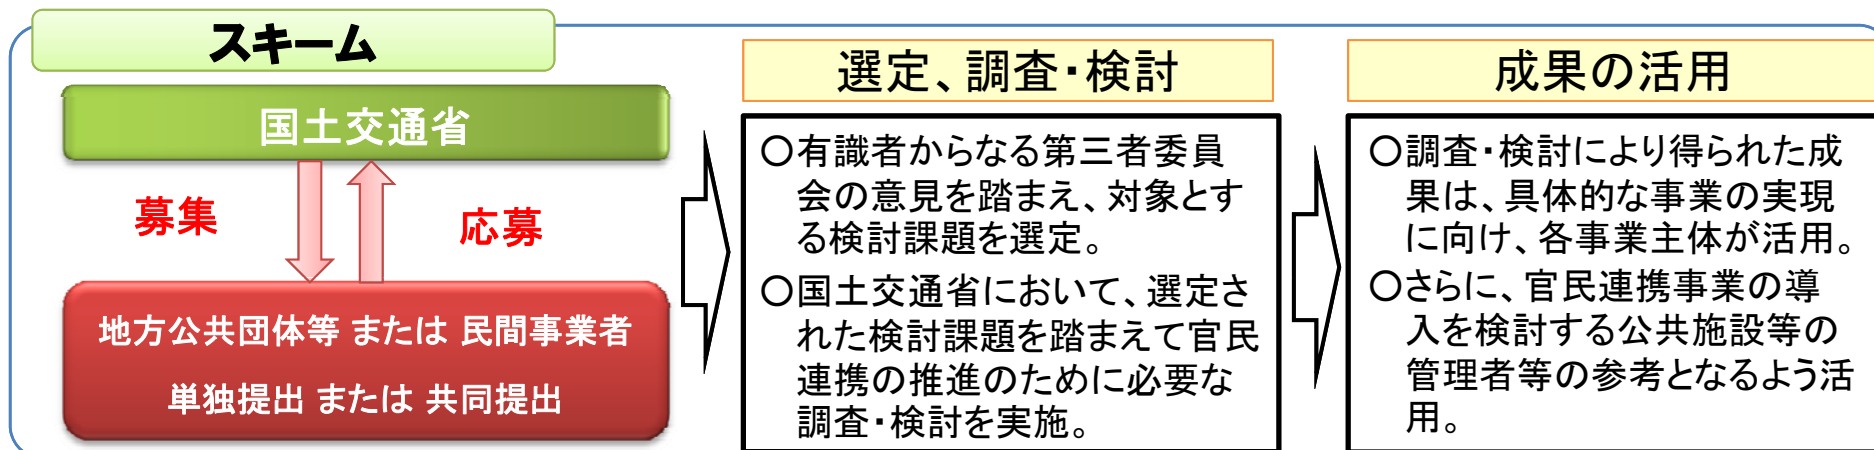 スキーム
国土交通省
募集
応募
地方公共団体等 または 民間事業者
単独提出 または 共同提出
選定、調査・検討
○有識者からなる第三者委員
会の意見を踏まえ、対象とす
る検討課題を選定。
○国土交通省において、選定さ
れた検討課題を踏まえて官民
連携の推進のために必要な
調査・検討を実施。
成果の活用
○調査・検討により得られた成
果は、具体的な事業の実現
に向け、各事業主体が活用。
○さらに、官民連携事業の導
入を検討する公共施設等の
管理者等の参考となるよう活
用。